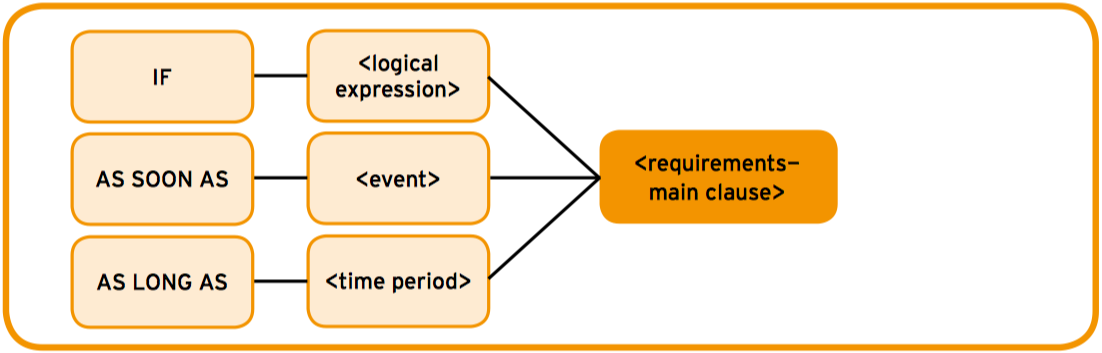 IF
<logical
expression>
AS SOON AS
<event>
<requirements–
main clause>
AS LONG AS
<time period>